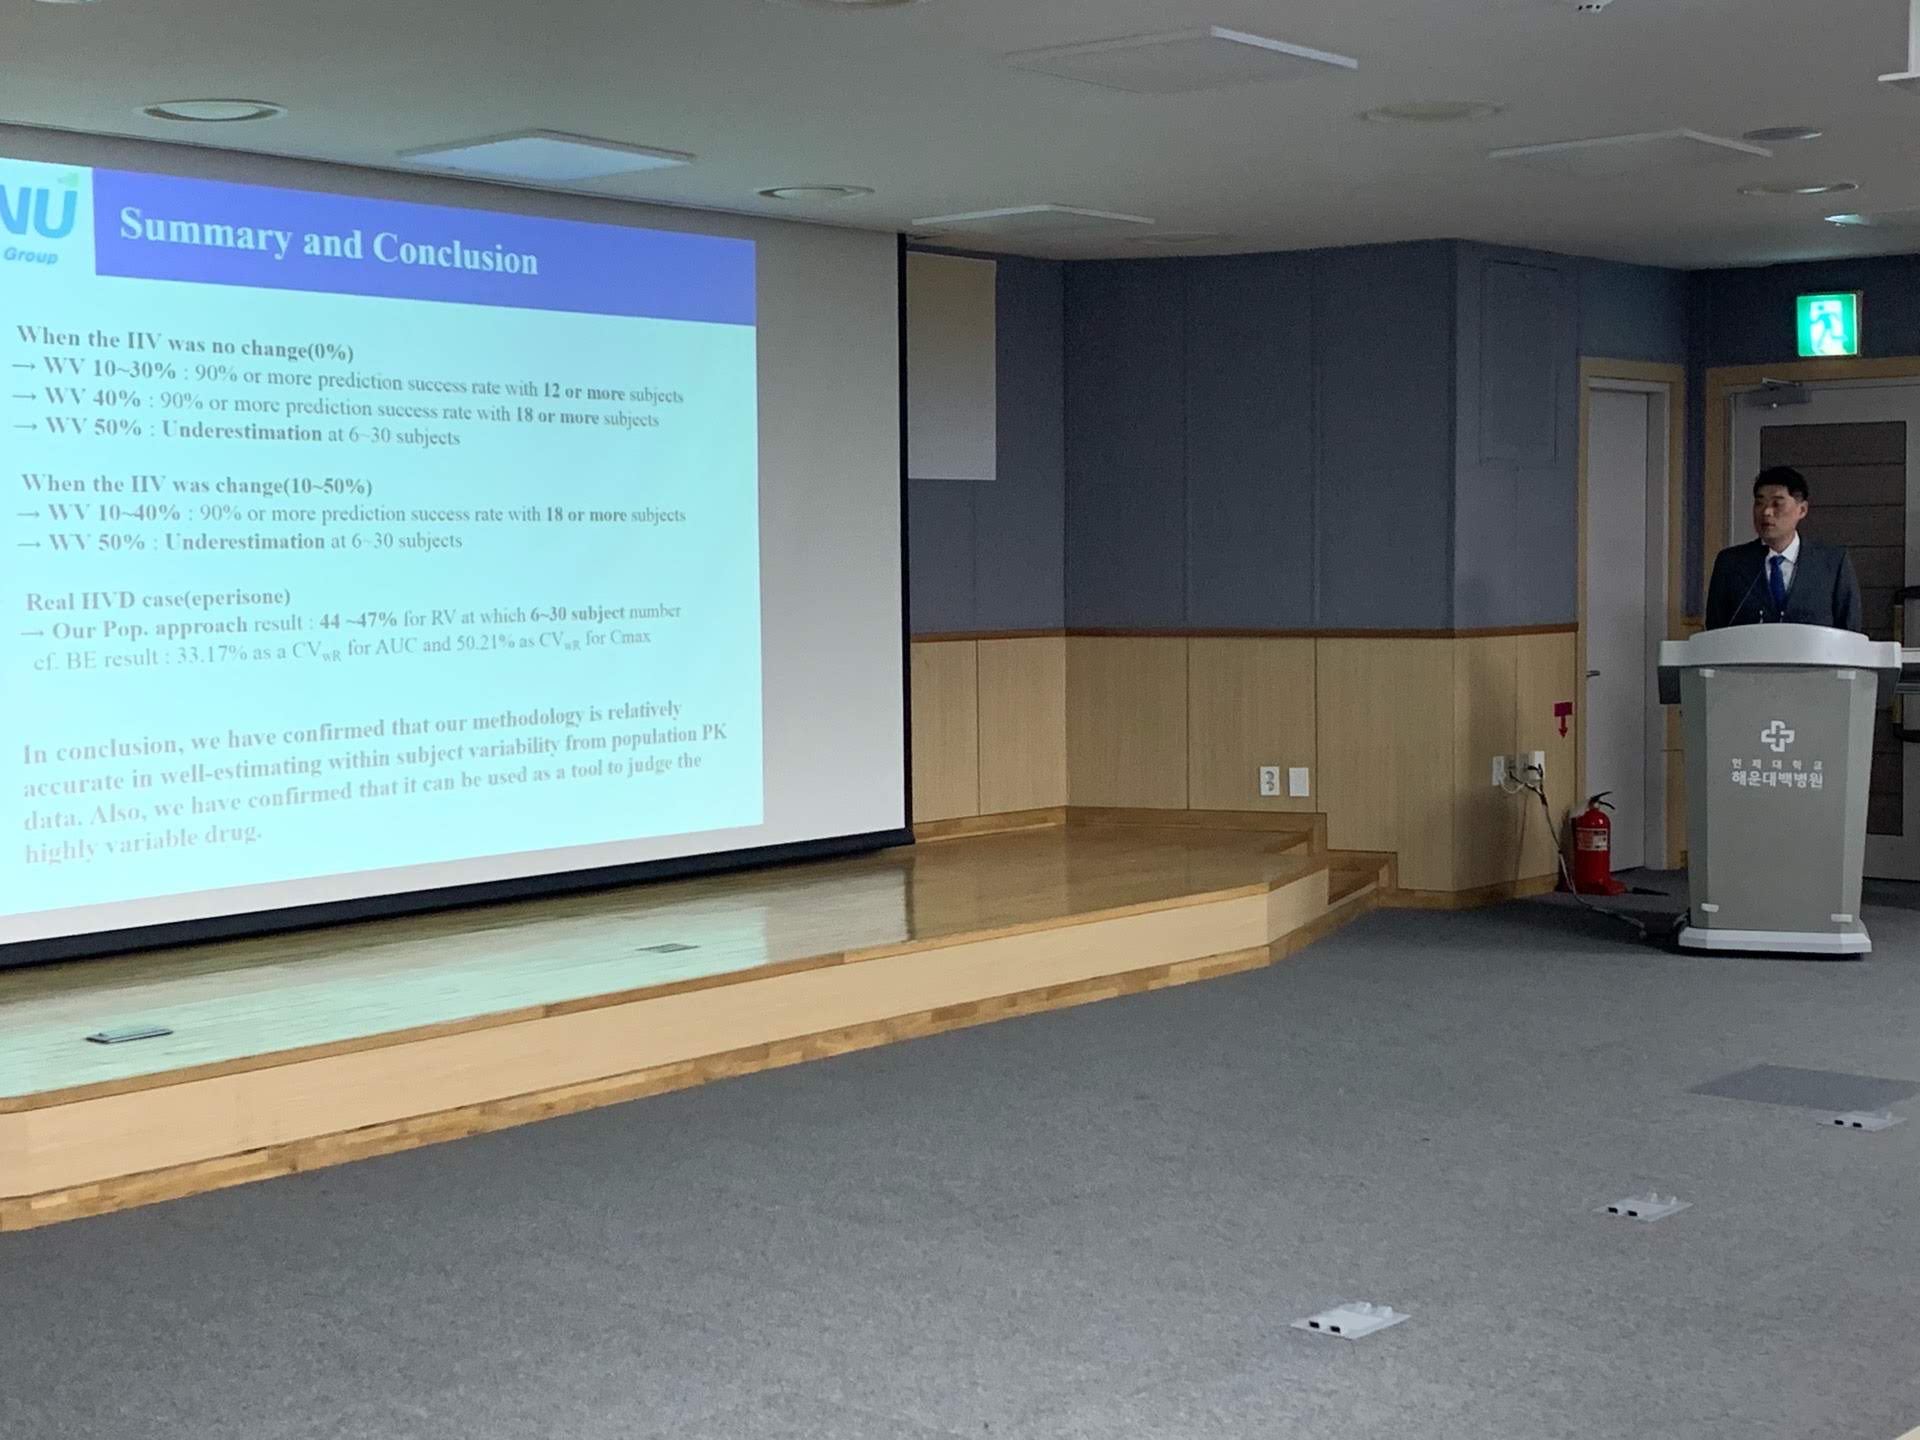 NU
Group
Summary and Conclusion
When the IIV was no change(0%)
→ WV 10~30% : 90% or more prediction success rate with 12 or more subjects
→ WV 40% : 90% or more prediction success rate with 18 or more subjects
→ WV 50% : Underestimation at 6~30 subjects
When the IIV was change(10~50%)
→ WV 10~40% : 90% or more prediction success rate with 18 or more subjects
→ WV 50% : Underestimation at 6~30 subjects
Real HVD case(eperisone)
→ Our Pop. approach result : 44 ~47% for RV at which 6~30 subject number
cf. BE result : 33.17% as a CVwR for AUC and 50.21% as CVwR for Cmax
In conclusion, we have confirmed that our methodology is relatively
accurate in well-estimating within subject variability from population PK
data. Also, we have confirmed that it can be used as a tool to judge the
highly variable drug.
인제대학교
해운대백병원